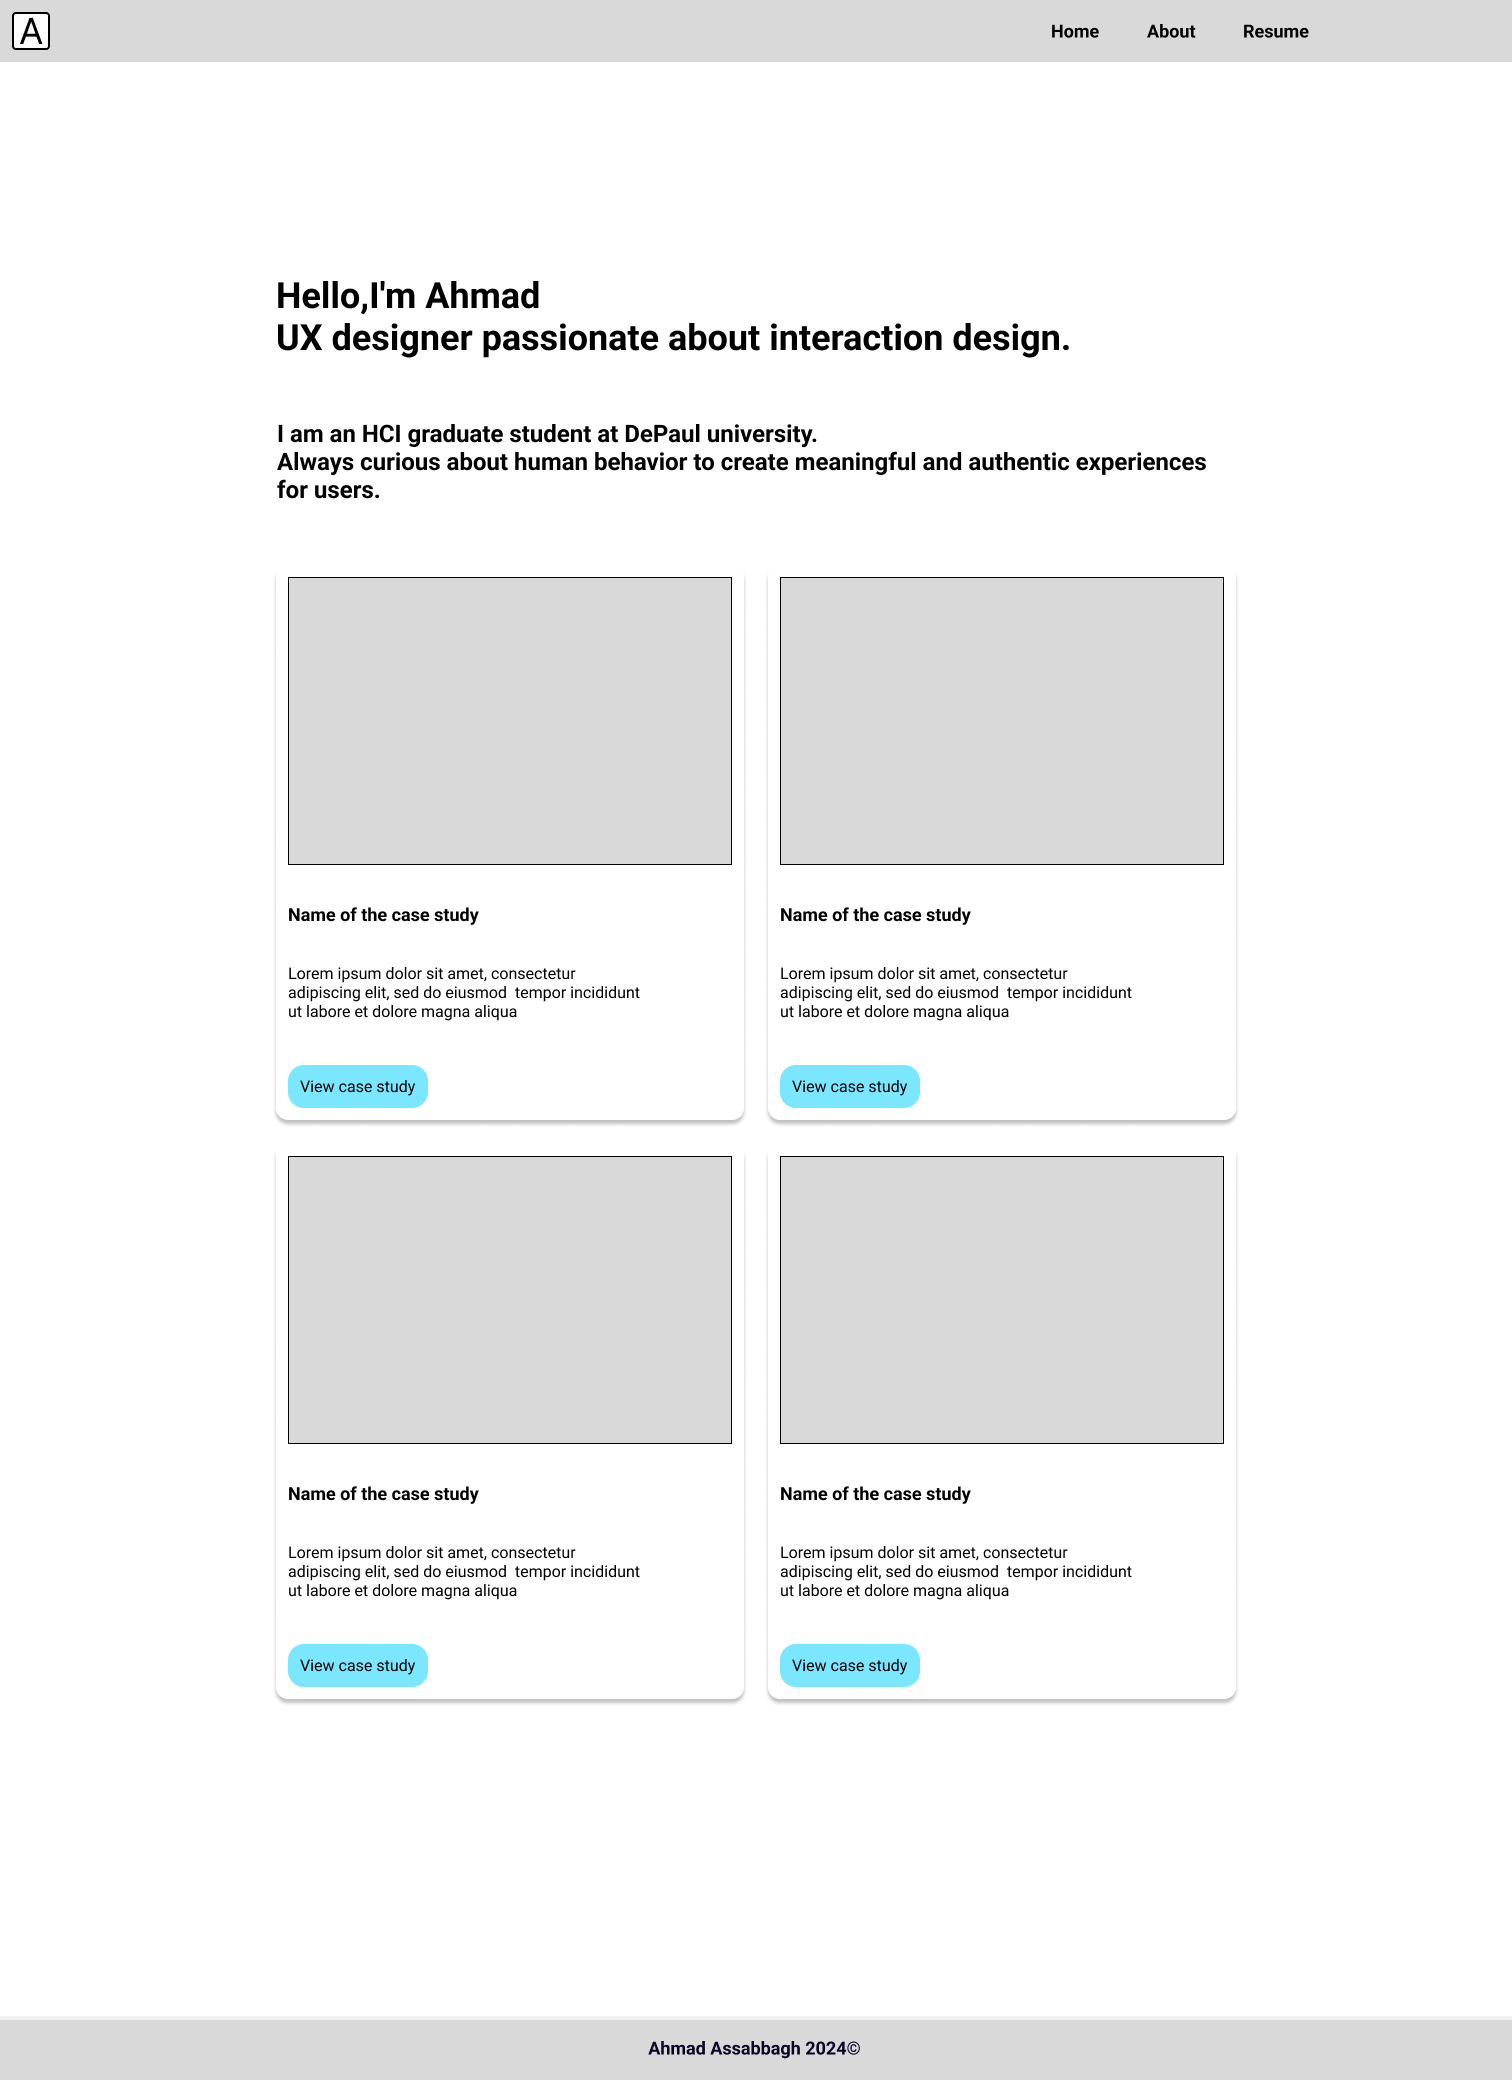 A
Home About Resume
Hello,I'm Ahmad
UX designer passionate about interaction design.
I am an HCI graduate student at DePaul university.
Always curious about human behavior to create meaningful and authentic experiences
for users.
Name of the case study
Lorem ipsum dolor sit amet, consectetur
adipiscing elit, sed do eiusmod  tempor incididunt
ut labore et dolore magna aliqua
View case study
Name of the case study
Lorem ipsum dolor sit amet, consectetur
adipiscing elit, sed do eiusmod  tempor incididunt
ut labore et dolore magna aliqua
View case study
Name of the case study
Lorem ipsum dolor sit amet, consectetur
adipiscing elit, sed do eiusmod  tempor incididunt
ut labore et dolore magna aliqua
View case study
Name of the case study
Lorem ipsum dolor sit amet, consectetur
adipiscing elit, sed do eiusmod  tempor incididunt
ut labore et dolore magna aliqua
View case study
Ahmad Assabbagh 2024©